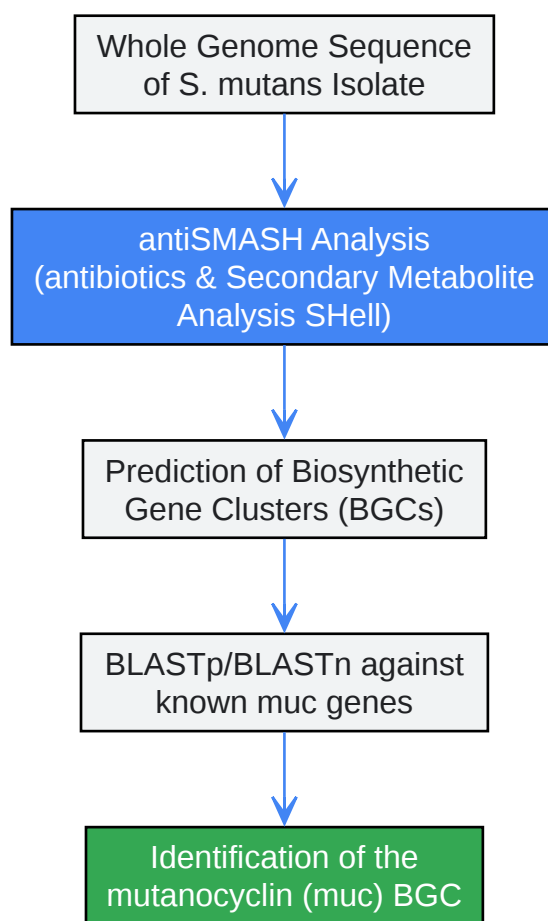 Whole Genome Sequence
of S. mutans Isolate
antiSMASH Analysis
(antibiotics & Secondary Metabolite
Analysis SHell)
Prediction of Biosynthetic
Gene Clusters (BGCs)
BLASTp/BLASTn against
known muc genes
Identification of the
mutanocyclin (muc) BGC